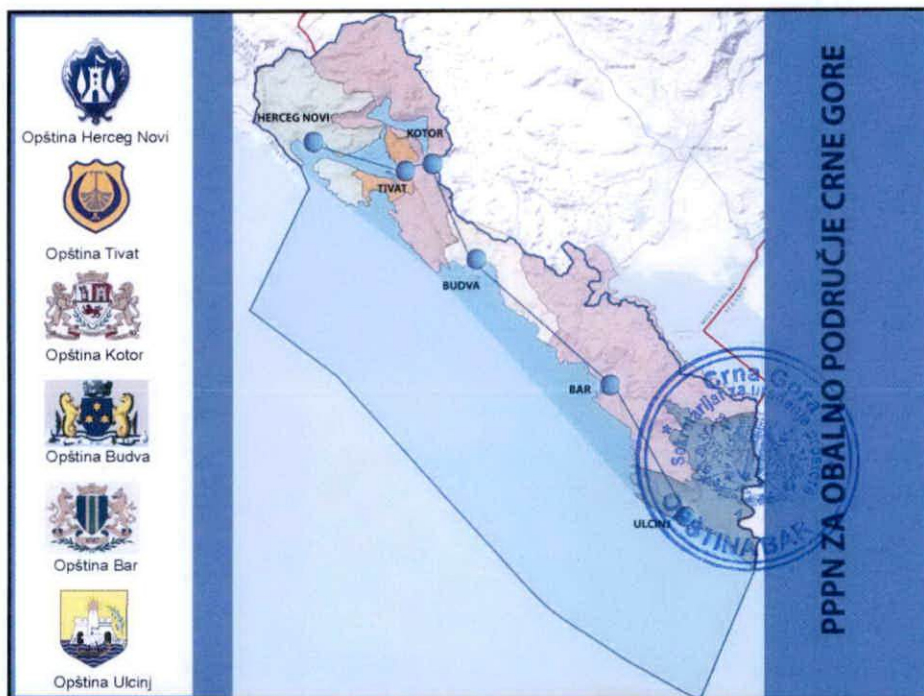 Opština Herceg Novi
Opština Tivat
Opština Kotor
Opština Budva
Opština Bar
Opština Ulcinj
HERCEG NOVI
KOTOR
TIVAT
BUDVA
BAR
ULCINJ
PPPN ZA OBALNO PODRUČJE CRNE GORE
Crna Gora
OPŠTINA BAR